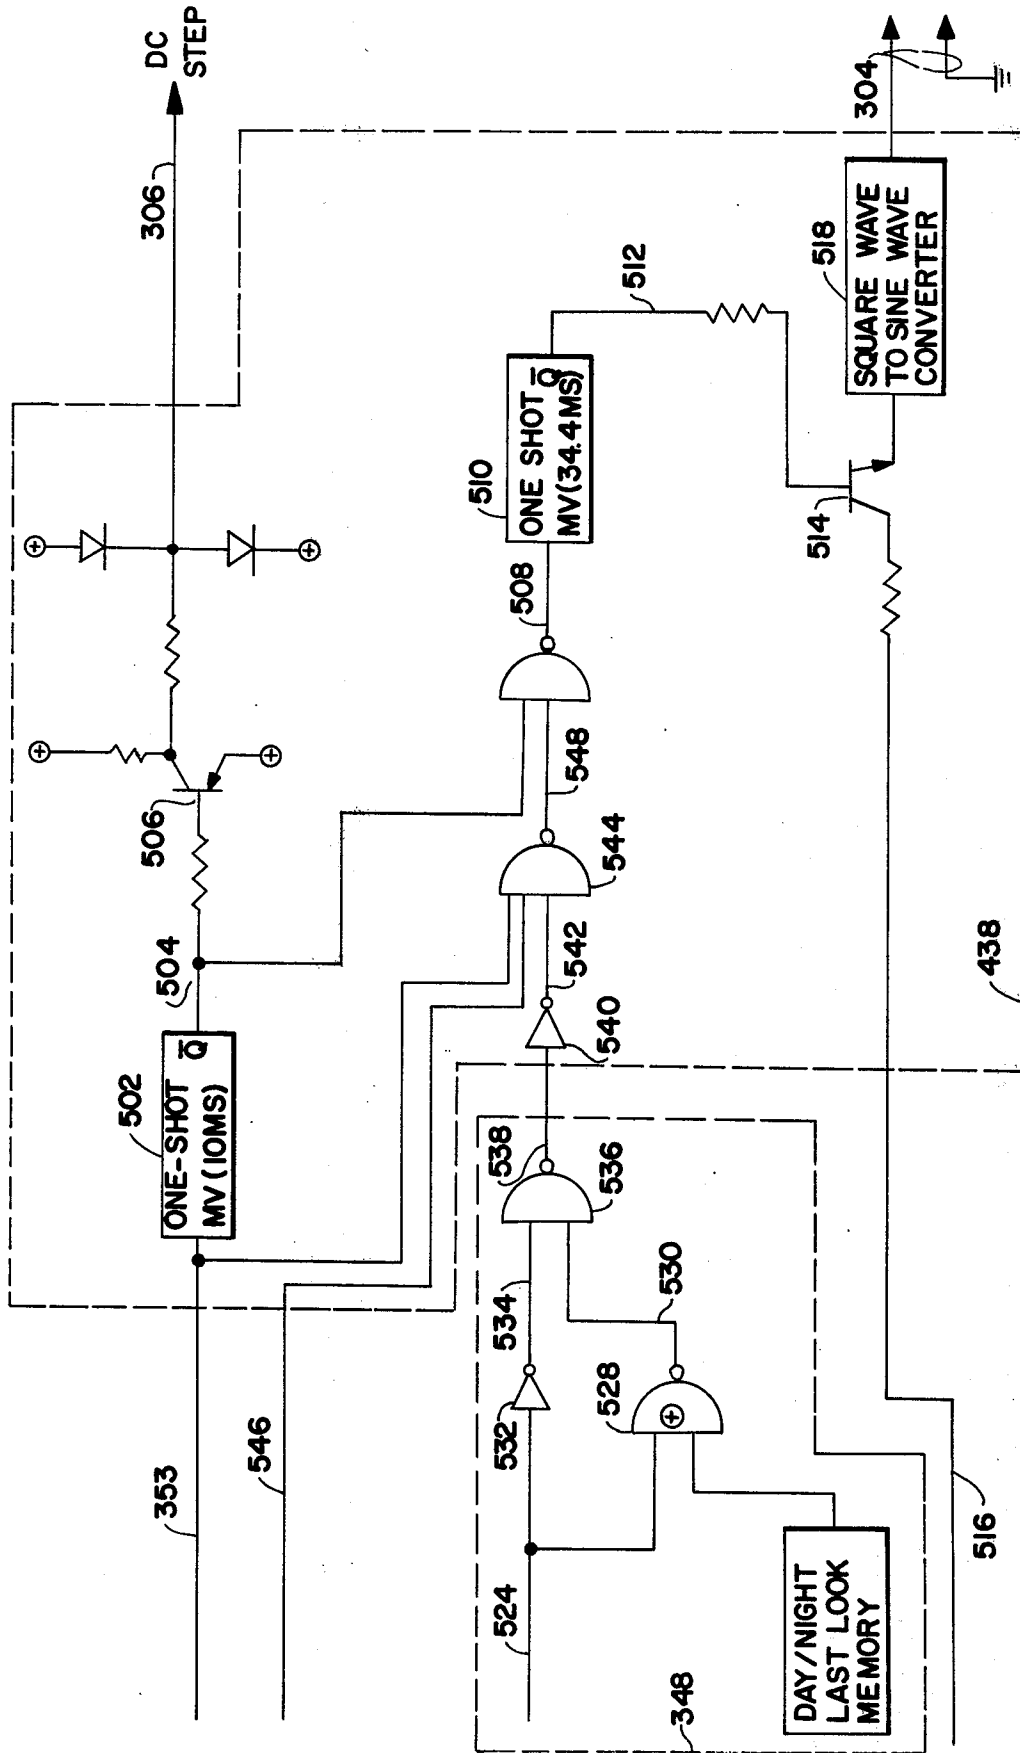 DC
STEP
306
304
502
ONE-SHOT Q̅
MV (10MS)
504
506
353
546
512
510
ONE SHOT Q̅
MV(34.4MS)
508
518
SQUARE WAVE
TO SINE WAVE
CONVERTER
514
548
544
542
540
538
536
534
532
530
528
524
438
516
DAY/NIGHT
LAST LOOK
MEMORY
348